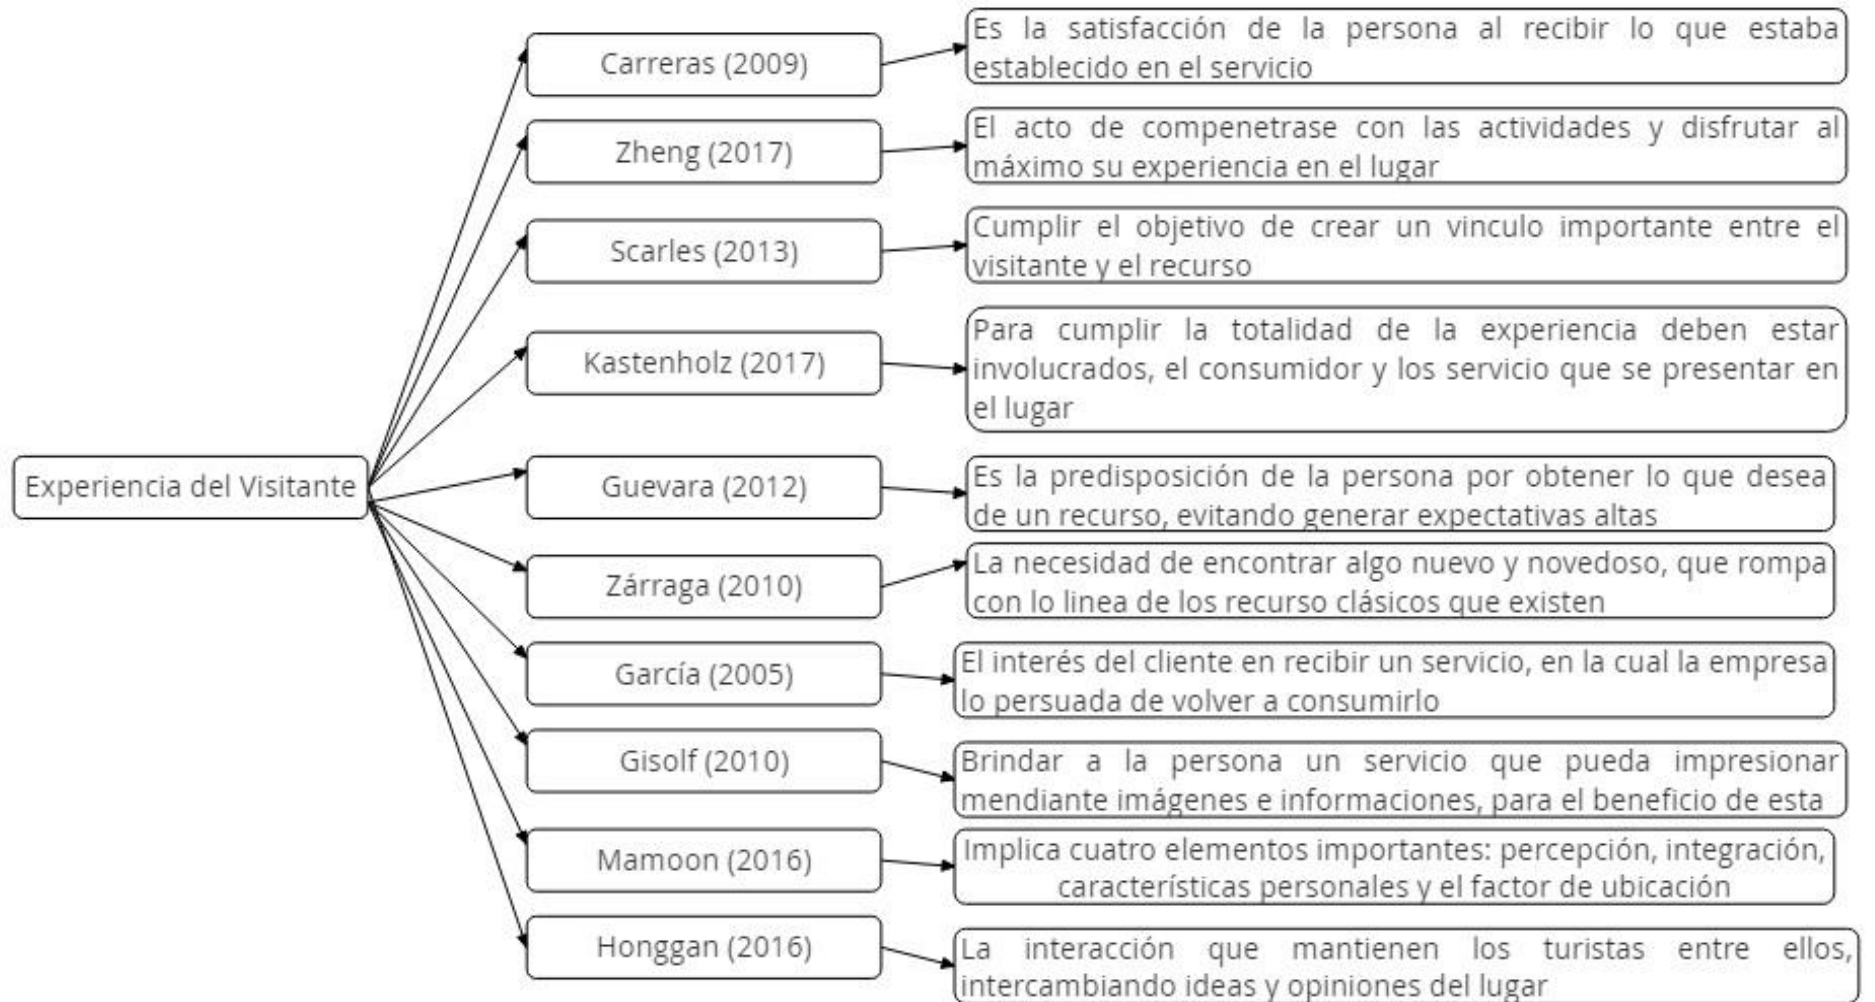 Experiencia del Visitante
Carreras (2009)
Es la satisfacción de la persona al recibir lo que estaba
establecido en el servicio
Zheng (2017)
El acto de compenetrase con las actividades y disfrutar al
máximo su experiencia en el lugar
Scarles (2013)
Cumplir el objetivo de crear un vinculo importante entre el
visitante y el recurso
Kastenholz (2017)
Para cumplir la totalidad de la experiencia deben estar
involucrados, el consumidor y los servicio que se presentar en
el lugar
Guevara (2012)
Es la predisposición de la persona por obtener lo que desea
de un recurso, evitando generar expectativas altas
Zárraga (2010)
La necesidad de encontrar algo nuevo y novedoso, que rompa
con lo linea de los recurso clásicos que existen
García (2005)
El interés del cliente en recibir un servicio, en la cual la empresa
lo persuada de volver a consumirlo
Gisolf (2010)
Brindar a la persona un servicio que pueda impresionar
mendiante imágenes e informaciones, para el beneficio de esta
Mamoon (2016)
Implica cuatro elementos importantes: percepción, integración,
características personales y el factor de ubicación
Honggan (2016)
La interacción que mantienen los turistas entre ellos,
intercambiando ideas y opiniones del lugar